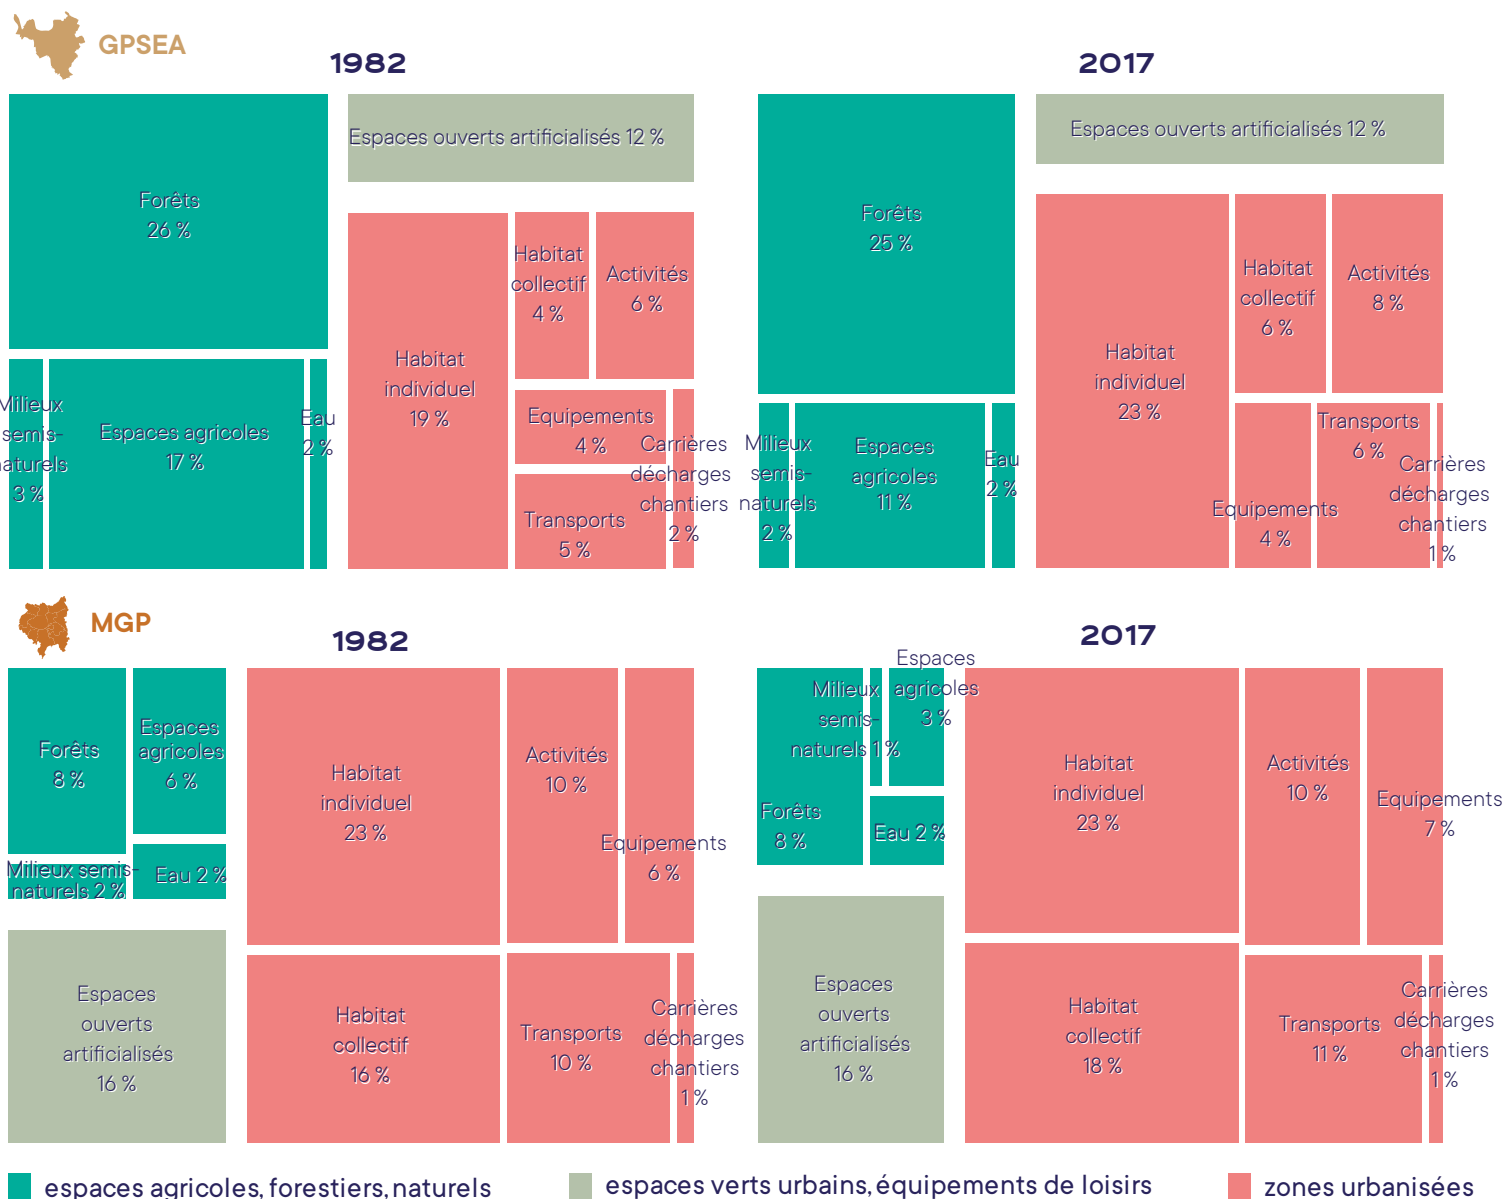 GPSEA
1982
Forêts
26 %
Milieux
semis-
naturels
3 %
Espaces agricoles
17 %
Eau
2 %
Espaces ouverts artificialisés 12 %
Habitat
individuel
19 %
Habitat
collectif
4 %
Activités
6 %
Equipements
4 %
Transports
5 %
Carrières
décharges
chantiers
2 %
2017
Forêts
25 %
Milieux
semis-
naturels
2 %
Espaces
agricoles
11 %
Eau
2 %
Espaces ouverts artificialisés 12 %
Habitat
individuel
23 %
Habitat
collectif
6 %
Activités
8 %
Equipements
4 %
Transports
6 %
Carrières
décharges
chantiers
1 %
MGP
1982
Forêts
8 %
Espaces
agricoles
6 %
Milieux semis-
naturels 2 %
Eau 2 %
Espaces
ouverts
artificialisés
16 %
Habitat
individuel
23 %
Activités
10 %
Equipements
6 %
Habitat
collectif
16 %
Transports
10 %
Carrières
décharges
chantiers
1 %
2017
Forêts
8 %
Milieux
semis-
naturels 1 %
Espaces
agricoles
3 %
Eau 2 %
Espaces
ouverts
artificialisés
16 %
Habitat
individuel
23 %
Activités
10 %
Equipements
7 %
Habitat
collectif
18 %
Transports
11 %
Carrières
décharges
chantiers
1 %
espaces agricoles, forestiers, naturels
espaces verts urbains, équipements de loisirs
zones urbanisées